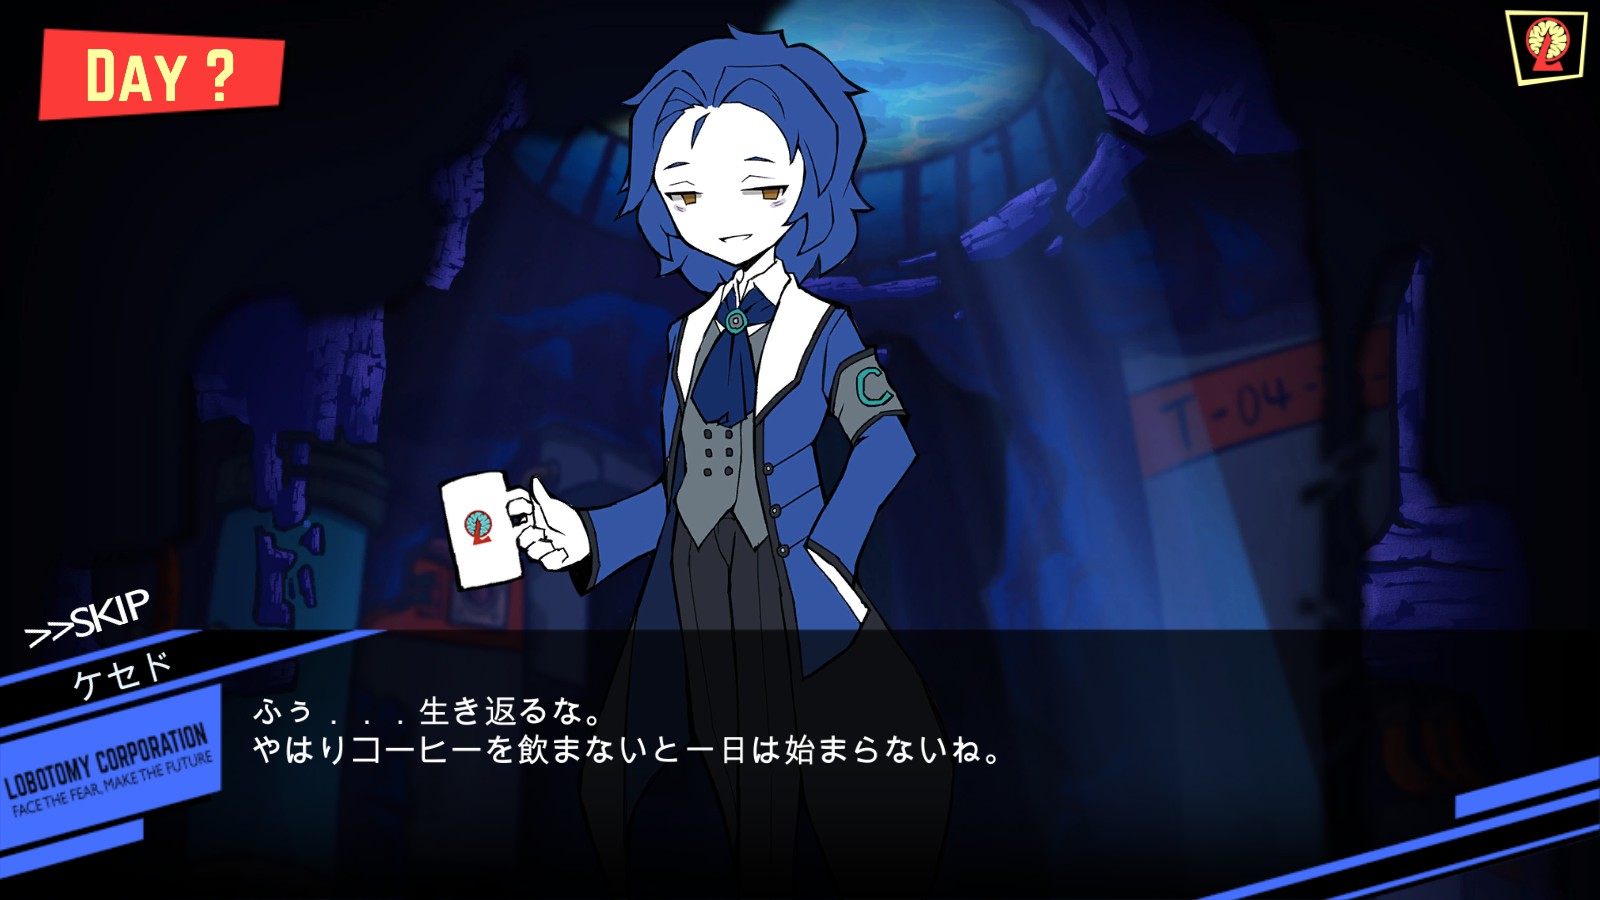 DAY ?
C
T-04-
>>SKIP
ケセド
LOBOTOMY CORPORATION
FACE THE FEAR, MAKE THE FUTURE
ふぅ．．．生き返るな。
やはりコーヒーを飲まないと一日は始まらないね。